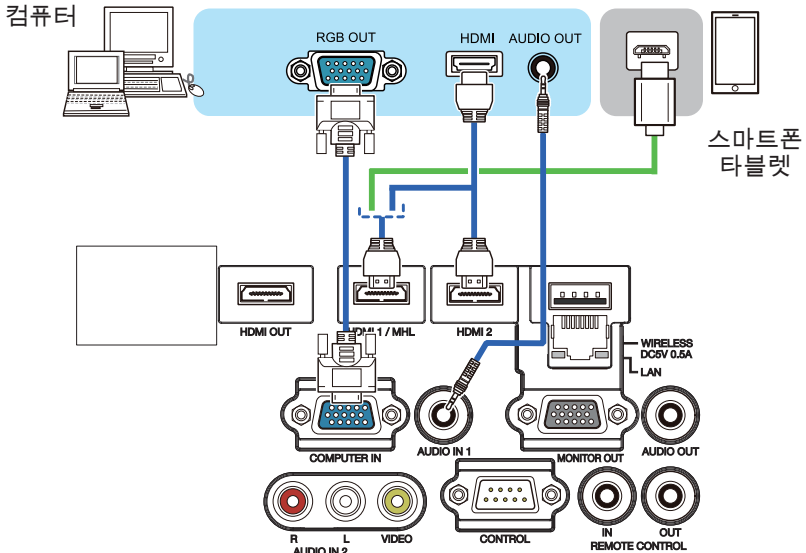 컴퓨터
RGB OUT
HDMI
AUDIO OUT
스마트폰
타블렛
HDMI OUT
HDMI 1 / MHL
HDMI 2
WIRELESS
DC5V 0.5A
LAN
COMPUTER IN
AUDIO IN 1
MONITOR OUT
AUDIO OUT
R
L
VIDEO
AUDIO IN 2
CONTROL
IN
OUT
REMOTE CONTROL